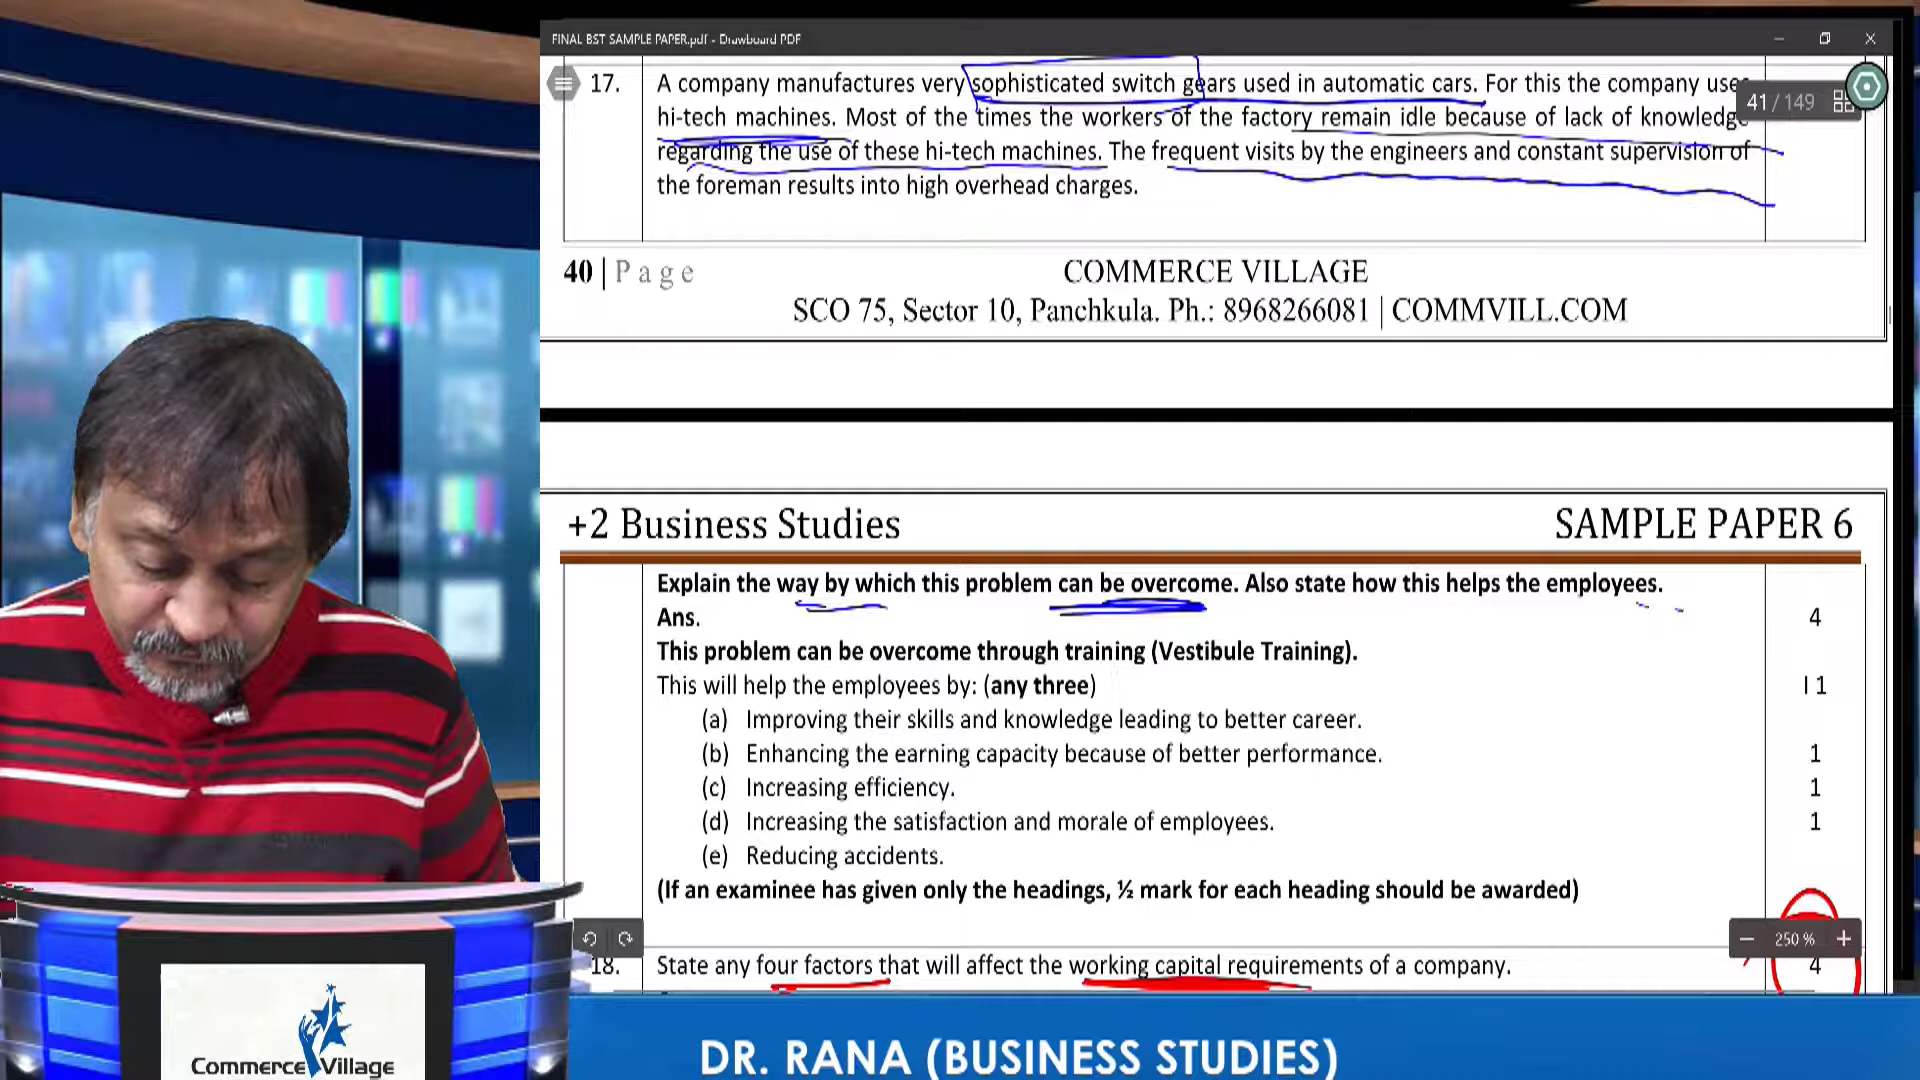 FINAL BST SAMPLE PAPER.pdf - Drawboard PDF
17. A company manufactures very sophisticated switch gears used in automatic cars. For this the company uses
hi-tech machines. Most of the times the workers of the factory remain idle because of lack of knowledge
regarding the use of these hi-tech machines. The frequent visits by the engineers and constant supervision of
the foreman results into high overhead charges.
41 / 149
40 | P a g e
COMMERCE VILLAGE
SCO 75, Sector 10, Panchkula. Ph.: 8968266081 | COMMVILL.COM
+2 Business Studies
SAMPLE PAPER 6
Explain the way by which this problem can be overcome. Also state how this helps the employees.
Ans. 4
This problem can be overcome through training (Vestibule Training).
This will help the employees by: (any three) I 1
(a) Improving their skills and knowledge leading to better career.
(b) Enhancing the earning capacity because of better performance. 1
(c) Increasing efficiency. 1
(d) Increasing the satisfaction and morale of employees. 1
(e) Reducing accidents.
(If an examinee has given only the headings, ½ mark for each heading should be awarded)
250 %
18. State any four factors that will affect the working capital requirements of a company. 4
Commerce Village
DR. RANA (BUSINESS STUDIES)